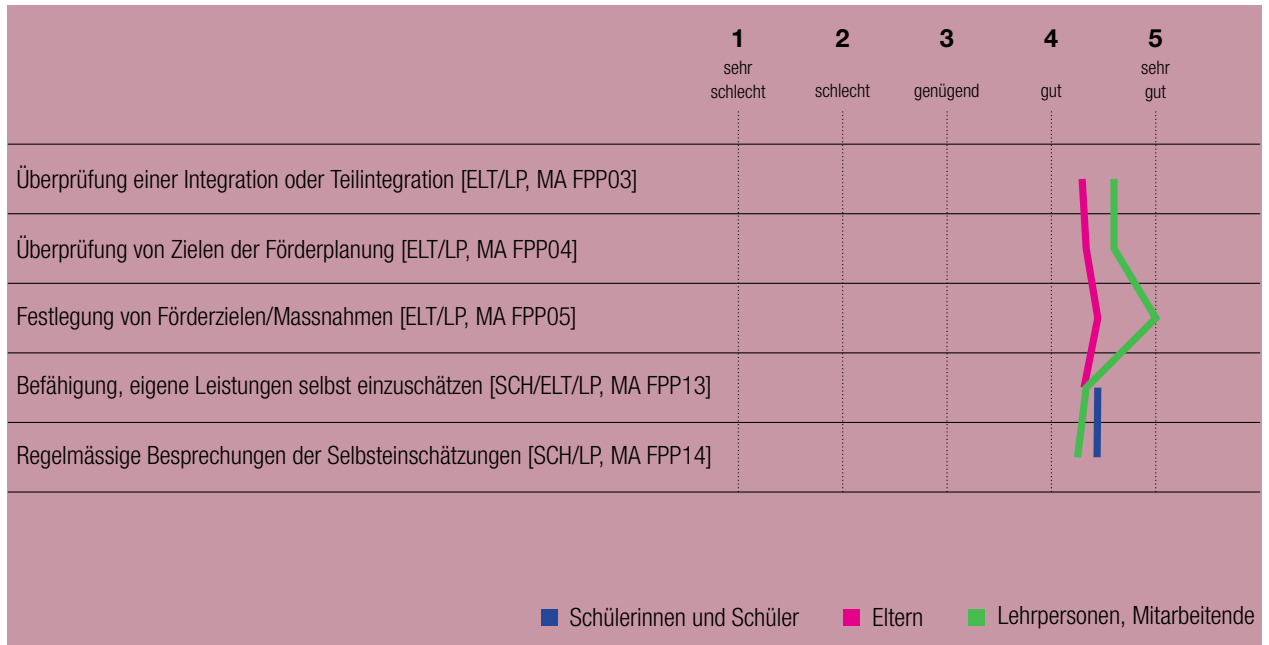 1 2 3 4 5
sehr schlecht schlecht genügend gut sehr gut
Überprüfung einer Integration oder Teilintegration [ELT/LP, MA FPP03]
Überprüfung von Zielen der Förderplanung [ELT/LP, MA FPP04]
Festlegung von Förderzielen/Massnahmen [ELT/LP, MA FPP05]
Befähigung, eigene Leistungen selbst einzuschätzen [SCH/ELT/LP, MA FPP13]
Regelmässige Besprechungen der Selbsteinschätzungen [SCH/LP, MA FPP14]
Schülerinnen und Schüler Eltern Lehrpersonen, Mitarbeitende